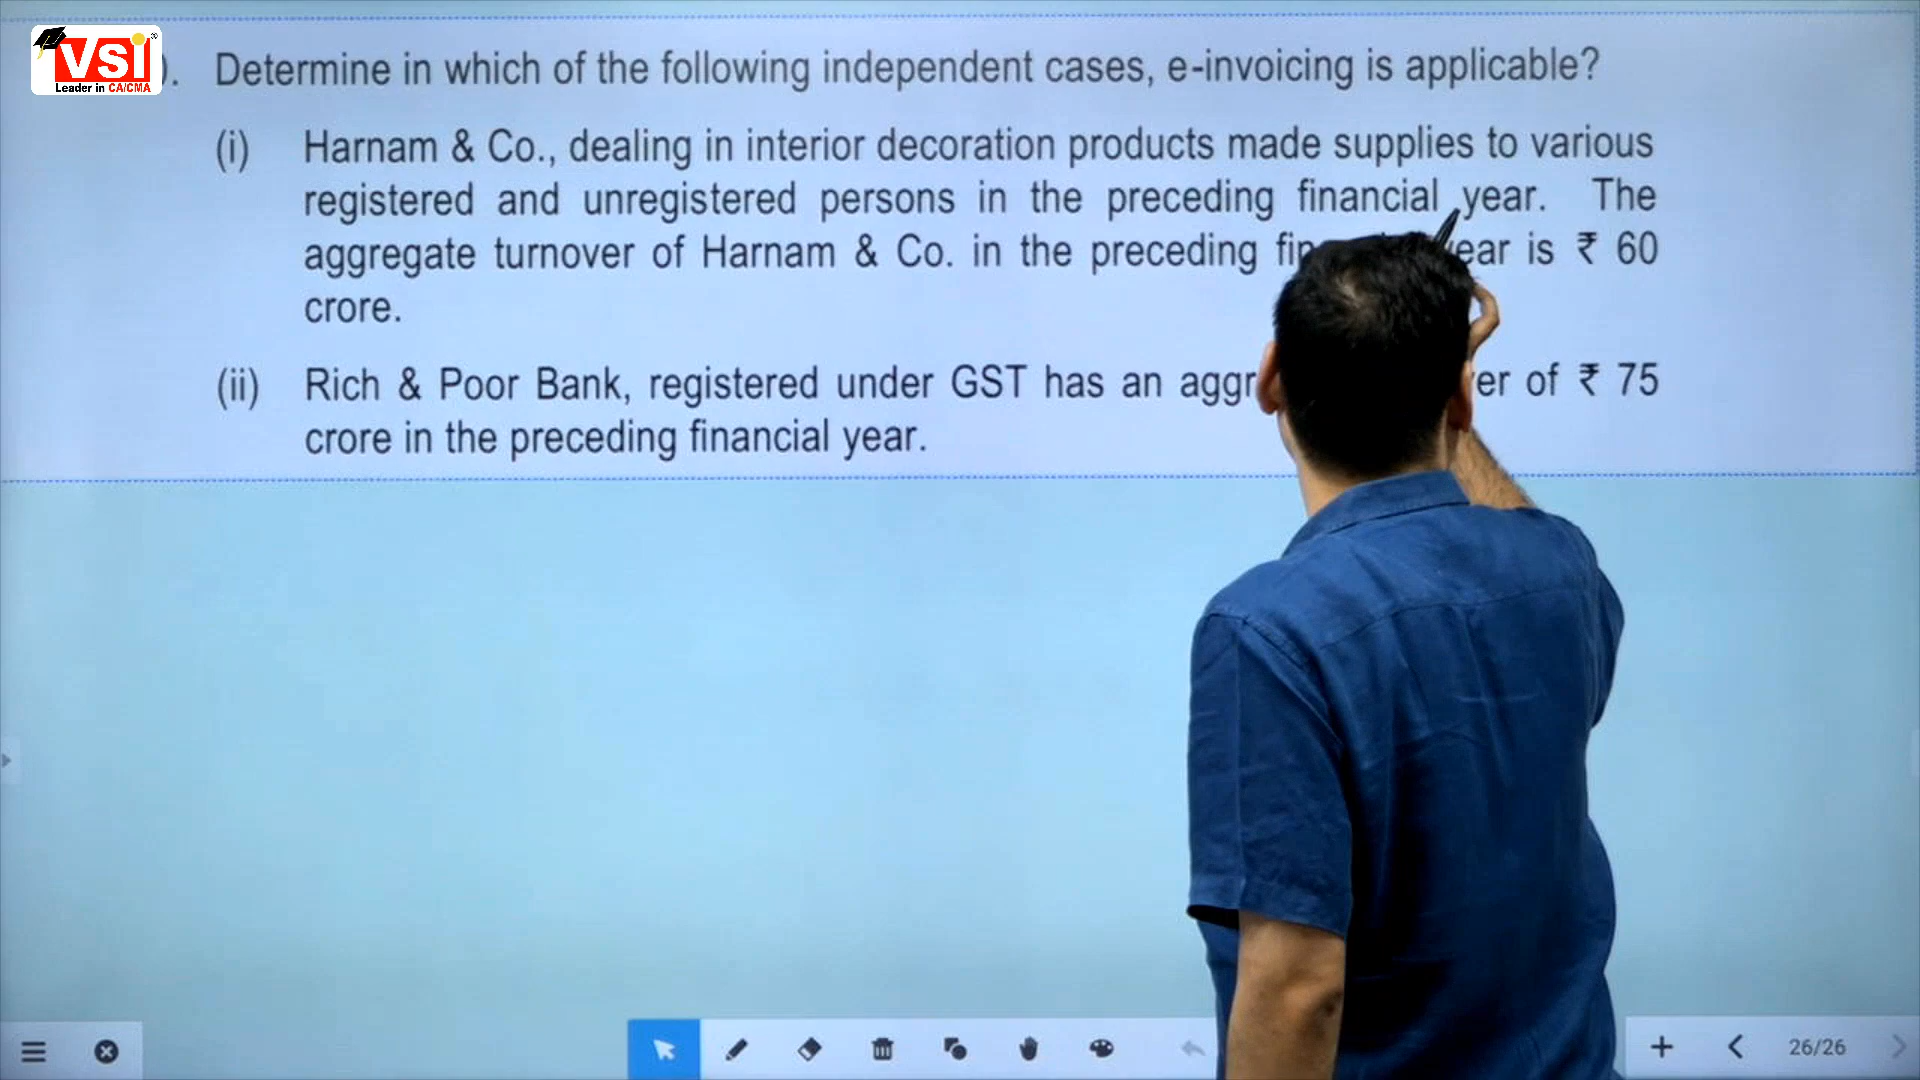 VSI
Leader in CA/CMA
). Determine in which of the following independent cases, e-invoicing is applicable?
(i) Harnam & Co., dealing in interior decoration products made supplies to various
registered and unregistered persons in the preceding financial year. The
aggregate turnover of Harnam & Co. in the preceding year is ₹ 60
crore.
(ii) Rich & Poor Bank, registered under GST has an aggr er of ₹ 75
crore in the preceding financial year.
26/26